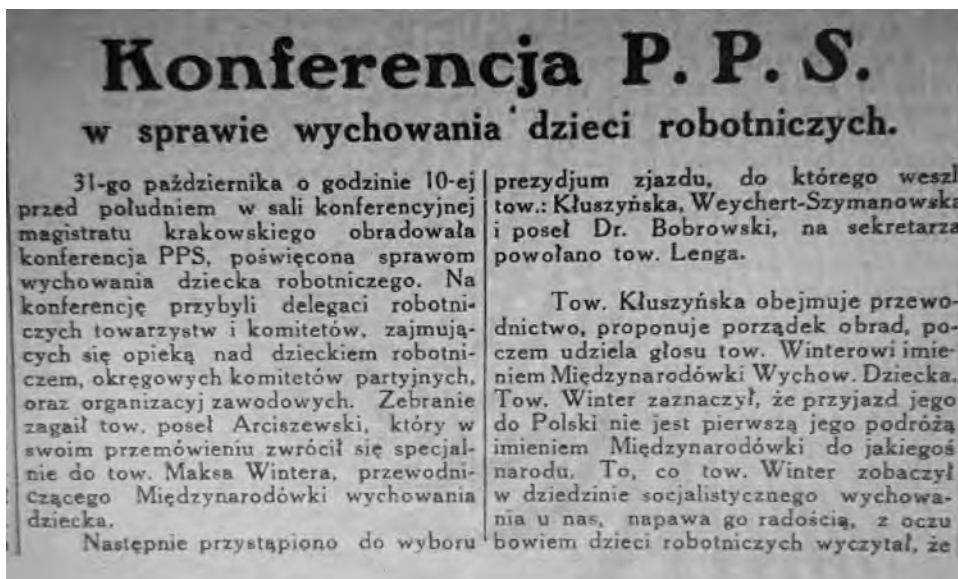 Konferencja P. P. S.
w sprawie wychowania dzieci robotniczych.
31-go października o godzinie 10-ej
przed południem w sali konferencyjnej
magistratu krakowskiego obradowała
konferencja PPS, poświęcona sprawom
wychowania dziecka robotniczego. Na
konferencję przybyli delegaci robotni-
czych towarzystw i komitetów, zajmują-
cych się opieką nad dzieckiem robotni-
czem, okręgowych komitetów partyjnych,
oraz organizacyj zawodowych. Zebranie
zagaił tow. poseł Arciszewski, który w
swoim przemówieniu zwrócił się specjal-
nie do tow. Maksa Wintera, przewodni-
czącego Międzynarodówki wychowania
dziecka.
Następnie przystąpiono do wyboru
prezydjum zjazdu, do którego weszl
tow.: Kłuszyńska, Weychert-Szymanowska
i poseł Dr. Bobrowski, na sekretarza
powołano tow. Lenga.
Tow. Kłuszyńska obejmuje przewo-
dnictwo, proponuje porządek obrad, po-
czem udziela głosu tow. Winterowi imie-
niem Międzynarodówki Wychow. Dziecka.
Tow. Winter zaznaczył, że przyjazd jego
do Polski nie jest pierwszą jego podróżą
imieniem Międzynarodówki do jakiegoś
narodu. To, co tow. Winter zobaczył
w dziedzinie socjalistycznego wychowa-
nia u nas, napawa go radością, z oczu
bowiem dzieci robotniczych wyczytał, że